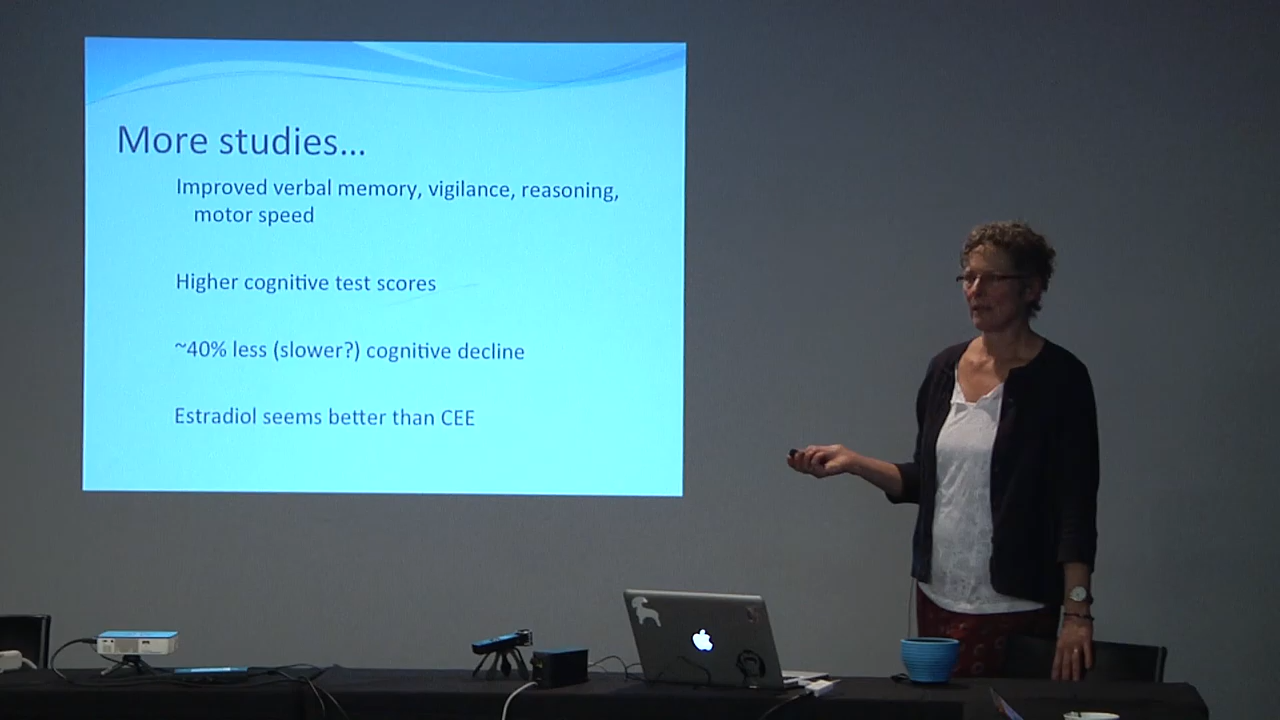 More studies...
Improved verbal memory, vigilance, reasoning,
motor speed
Higher cognitive test scores
~40% less (slower?) cognitive decline
Estradiol seems better than CEE